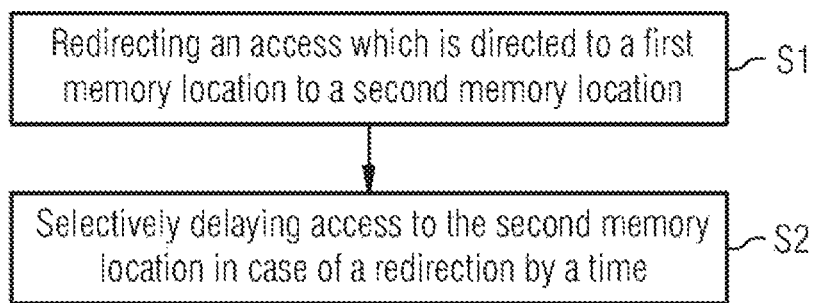 Redirecting an access which is directed to a first
memory location to a second memory location
S1
Selectively delaying access to the second memory
location in case of a redirection by a time
S2